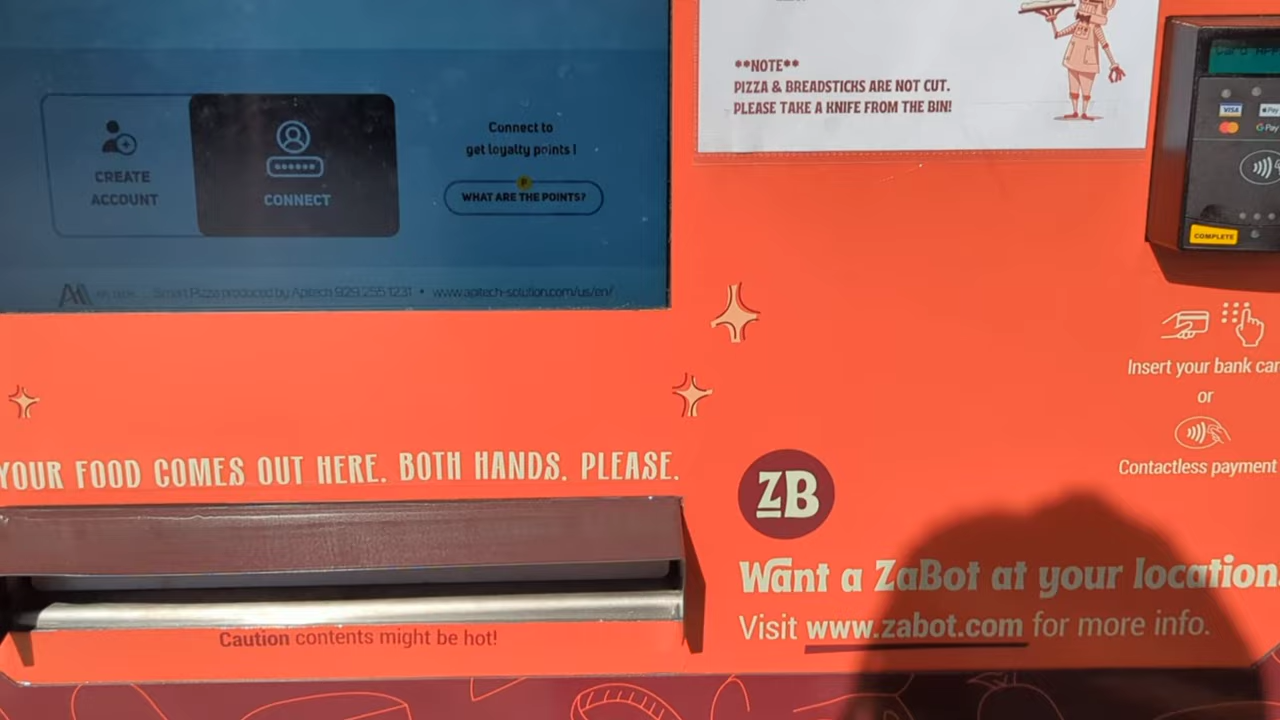 CREATE
ACCOUNT
CONNECT
Connect to
get loyalty points !
P
WHAT ARE THE POINTS?
Smart Pizza produced by Apitech 929 255 1231 • www.apitech-solution.com/us/en/
**NOTE**
PIZZA & BREADSTICKS ARE NOT CUT.
PLEASE TAKE A KNIFE FROM THE BIN!
VISA
Pay
G Pay
COMPLETE
Insert your bank car
or
Contactless payment
YOUR FOOD COMES OUT HERE. BOTH HANDS. PLEASE.
Caution contents might be hot!
ZB
Want a ZaBot at your location
Visit www.zabot.com for more info.